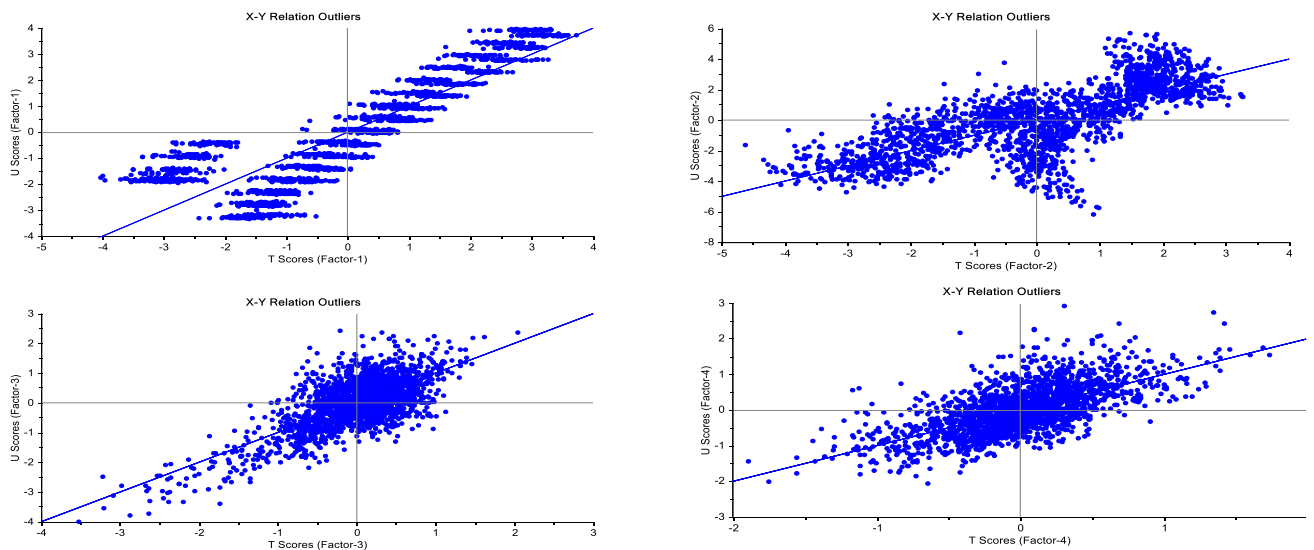 X-Y Relation Outliers
4
3
2
1
0
-1
-2
-3
-4
U Scores (Factor-1)
-5 -4 -3 -2 -1 0 1 2 3 4
T Scores (Factor-1)
X-Y Relation Outliers
6
4
2
0
-2
-4
-6
-8
U Scores (Factor-2)
-5 -4 -3 -2 -1 0 1 2 3 4
T Scores (Factor-2)
X-Y Relation Outliers
3
2
1
0
-1
-2
-3
-4
U Scores (Factor-3)
-4 -3 -2 -1 0 1 2 3
T Scores (Factor-3)
X-Y Relation Outliers
3
2
1
0
-1
-2
-3
U Scores (Factor-4)
-2 -1 0 1
T Scores (Factor-4)